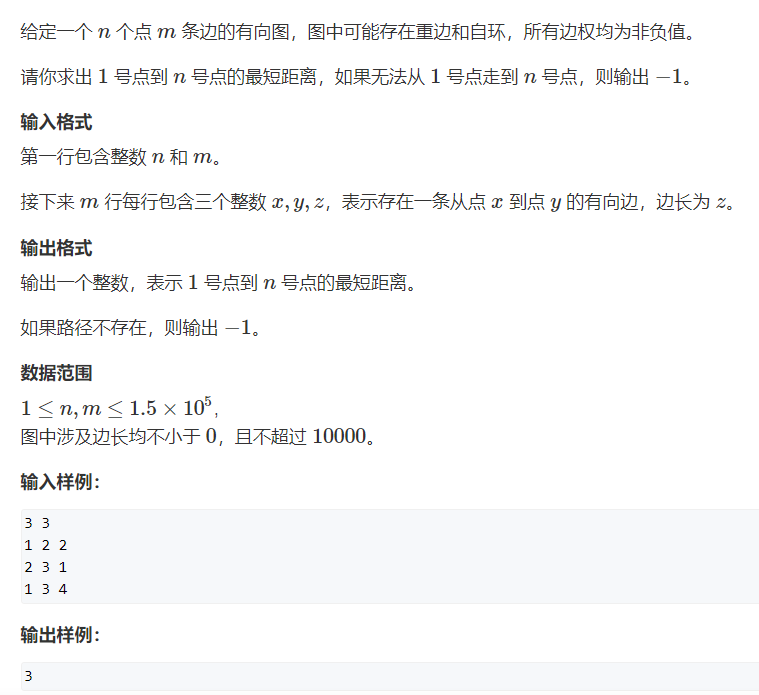 给定一个 n 个点 m 条边的有向图，图中可能存在重边和自环，所有边权均为非负值。
请你求出 1 号点到 n 号点的最短距离，如果无法从 1 号点走到 n 号点，则输出 −1。
输入格式
第一行包含整数 n 和 m。
接下来 m 行每行包含三个整数 x, y, z，表示存在一条从点 x 到点 y 的有向边，边长为 z。
输出格式
输出一个整数，表示 1 号点到 n 号点的最短距离。
如果路径不存在，则输出 −1。
数据范围
1 ≤ n, m ≤ 1.5 × 10⁵,
图中涉及边长均不小于 0，且不超过 10000。
输入样例：
3 3
1 2 2
2 3 1
1 3 4
输出样例：
3